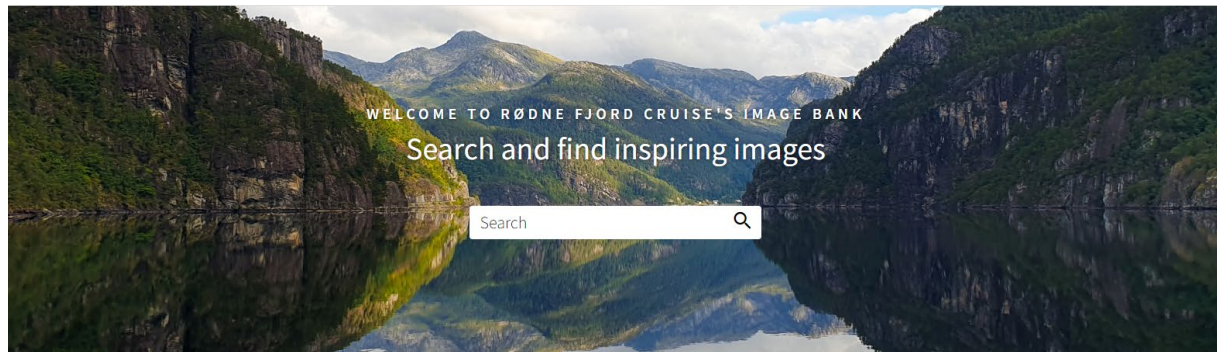 WELCOME TO RØDNE FJORD CRUISE'S IMAGE BANK
Search and find inspiring images
Search